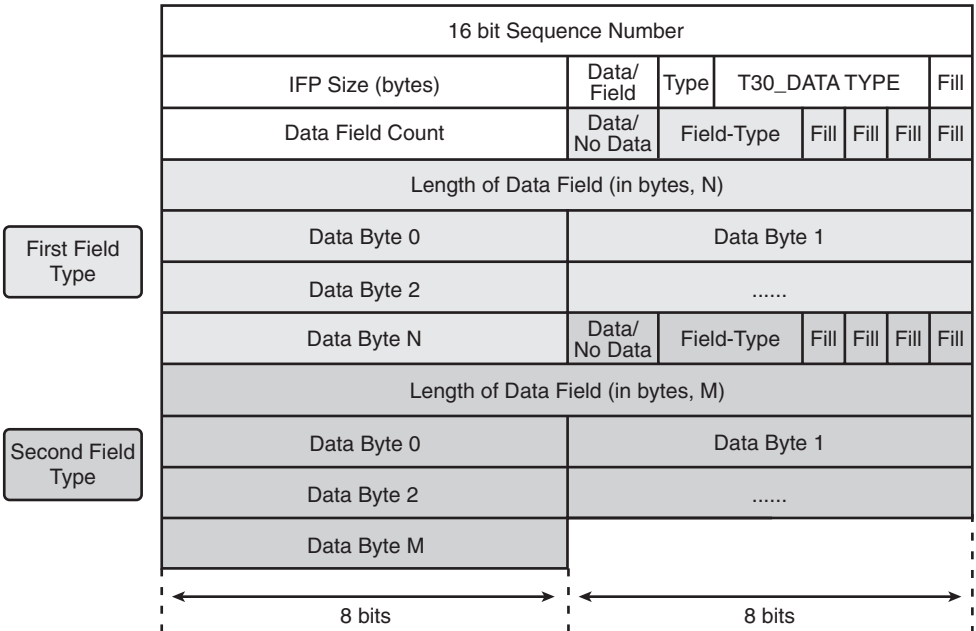 16 bit Sequence Number
IFP Size (bytes)
Data/
Field
Type
T30_DATA TYPE
Fill
Data Field Count
Data/
No Data
Field-Type
Fill
Fill
Fill
Fill
Length of Data Field (in bytes, N)
First Field
Type
Data Byte 0
Data Byte 1
Data Byte 2
......
Data Byte N
Data/
No Data
Field-Type
Fill
Fill
Fill
Fill
Length of Data Field (in bytes, M)
Second Field
Type
Data Byte 0
Data Byte 1
Data Byte 2
......
Data Byte M
8 bits
8 bits